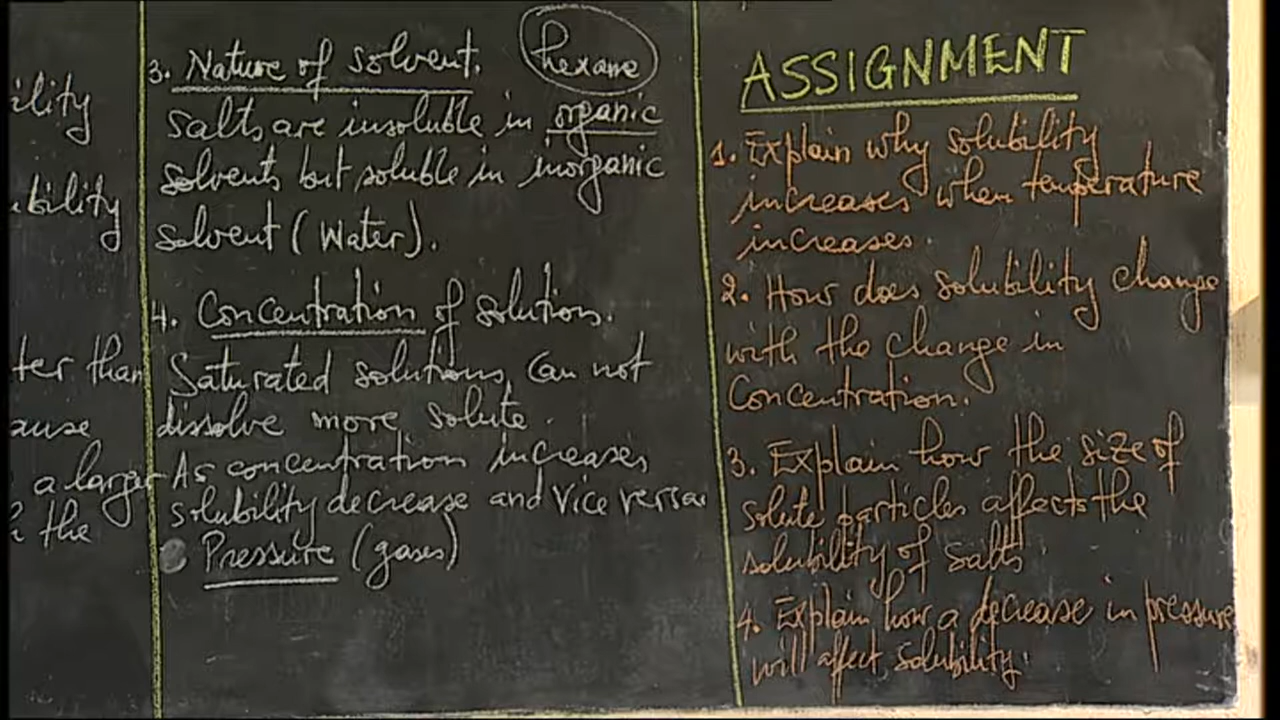 ility
ibility
ter than
ause
a larger
the
3. Nature of solvent.
hexane
Salts are insoluble in organic
solvents but soluble in inorganic
solvent (Water).
4. Concentration of solutions.
Saturated solutions can not
dissolve more solute.
As concentration increases
solubility decrease and vice versa
Pressure (gases)
ASSIGNMENT
1. Explain why solubility
increases when temperature
increases.
2. How does solubility change
with the change in
Concentration.
3. Explain how the size of
solute particles affects the
solubility of salts
4. Explain how a decrease in pressure
will affect solubility.